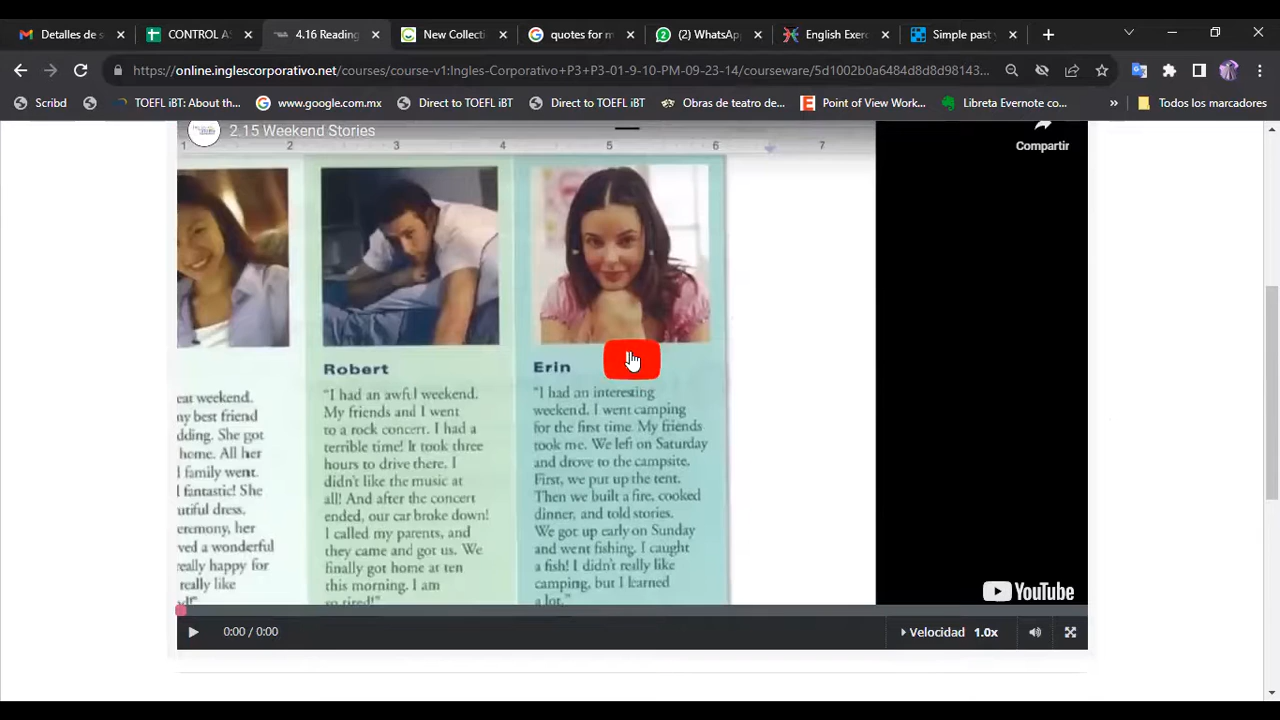 Detalles de s
CONTROL AS
4.16 Reading
New Collecti
quotes for m
(2) WhatsApp
English Exerc
Simple past y
https://online.inglescorporativo.net/courses/course-v1:Ingles-Corporativo+P3+P3-01-9-10-PM-09-23-14/courseware/5d1002b0a6484d8d8d98143...
Scribd
TOEFL iBT: About th...
www.google.com.mx
Direct to TOEFL iBT
Direct to TOEFL iBT
Obras de teatro de...
Point of View Work...
Libreta Evernote co...
»
Todos los marcadores
2.15 Weekend Stories
Compartir
1 2 3 4 5 6 7
eat weekend.
ny best friend
dding. She got
home. All her
l family went.
l fantastic! She
utiful dress.
eremony, her
ved a wonderful
really happy for
really like
Robert
"I had an awful weekend.
My friends and I went
to a rock concert. I had a
terrible time! It took three
hours to drive there. I
didn't like the music at
all! And after the concert
ended, our car broke down!
I called my parents, and
they came and got us. We
finally got home at ten
this morning. I am
so tired!"
Erin
"I had an interesting
weekend. I went camping
for the first time. My friends
took me. We left on Saturday
and drove to the campsite.
First, we put up the tent.
Then we built a fire, cooked
dinner, and told stories.
We got up early on Sunday
and went fishing. I caught
a fish! I didn't really like
camping, but I learned
a lot."
YouTube
0:00 / 0:00
Velocidad 1.0x